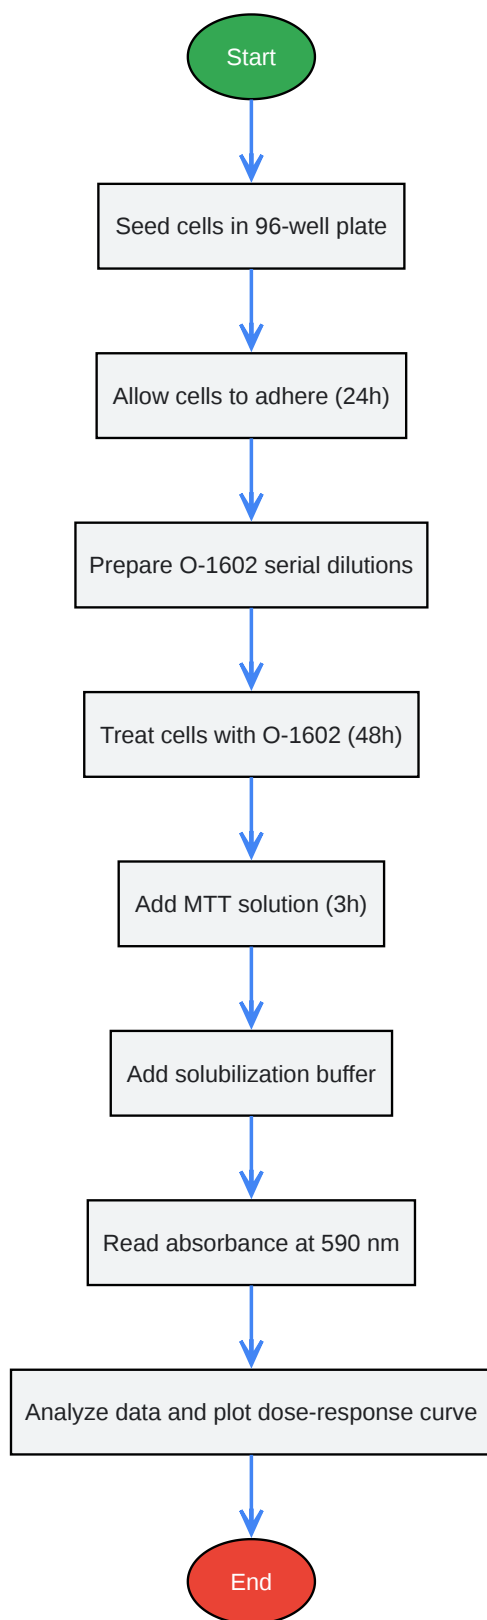 Start
Seed cells in 96-well plate
Allow cells to adhere (24h)
Prepare O-1602 serial dilutions
Treat cells with O-1602 (48h)
Add MTT solution (3h)
Add solubilization buffer
Read absorbance at 590 nm
Analyze data and plot dose-response curve
End